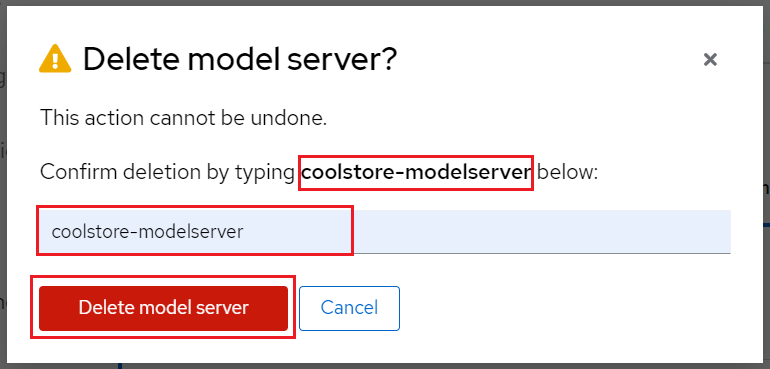 Delete model server?
This action cannot be undone.
Confirm deletion by typing coolstore-modelserver below:
coolstore-modelserver
Delete model server
Cancel